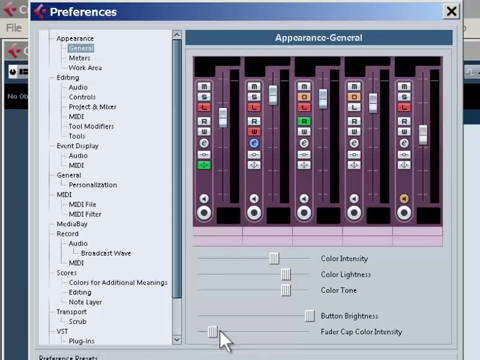 Preferences
File
No Obj
Appearance
General
Meters
Work Area
Editing
Audio
Controls
Project & Mixer
MIDI
Tool Modifiers
Tools
Event Display
Audio
MIDI
General
Personalization
MIDI
MIDI File
MIDI Filter
MediaBay
Record
Audio
Broadcast Wave
MIDI
Scores
Colors for Additional Meanings
Editing
Note Layer
Transport
Scrub
VST
Plug-ins
Preference Presets
Appearance-General
M M M D M
S S S S S
L L L L L
R R R R R
W W W W W
e e e e e
Color Intensity
Color Lightness
Color Tone
Button Brightness
Fader Cap Color Intensity